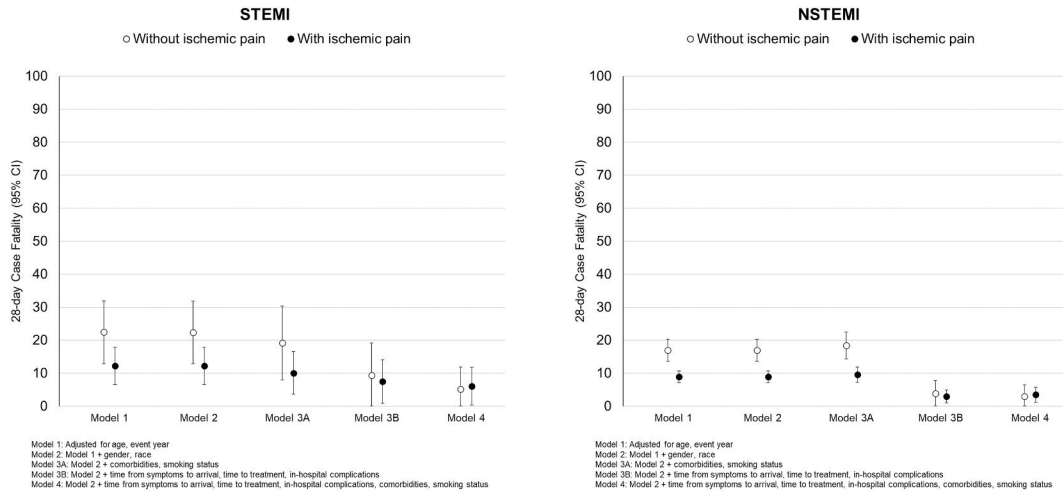 STEMI
Without ischemic pain With ischemic pain
28-day Case Fatality (95% CI)
100
90
80
70
60
50
40
30
20
10
0
Model 1 Model 2 Model 3A Model 3B Model 4
Model 1: Adjusted for age, event year
Model 2: Model 1 + gender, race
Model 3A: Model 2 + comorbidities, smoking status
Model 3B: Model 2 + time from symptoms to arrival, time to treatment, in-hospital complications
Model 4: Model 2 + time from symptoms to arrival, time to treatment, in-hospital complications, comorbidities, smoking status
NSTEMI
Without ischemic pain With ischemic pain
28-day Case Fatality (95% CI)
100
90
80
70
60
50
40
30
20
10
0
Model 1 Model 2 Model 3A Model 3B Model 4
Model 1: Adjusted for age, event year
Model 2: Model 1 + gender, race
Model 3A: Model 2 + comorbidities, smoking status
Model 3B: Model 2 + time from symptoms to arrival, time to treatment, in-hospital complications
Model 4: Model 2 + time from symptoms to arrival, time to treatment, in-hospital complications, comorbidities, smoking status